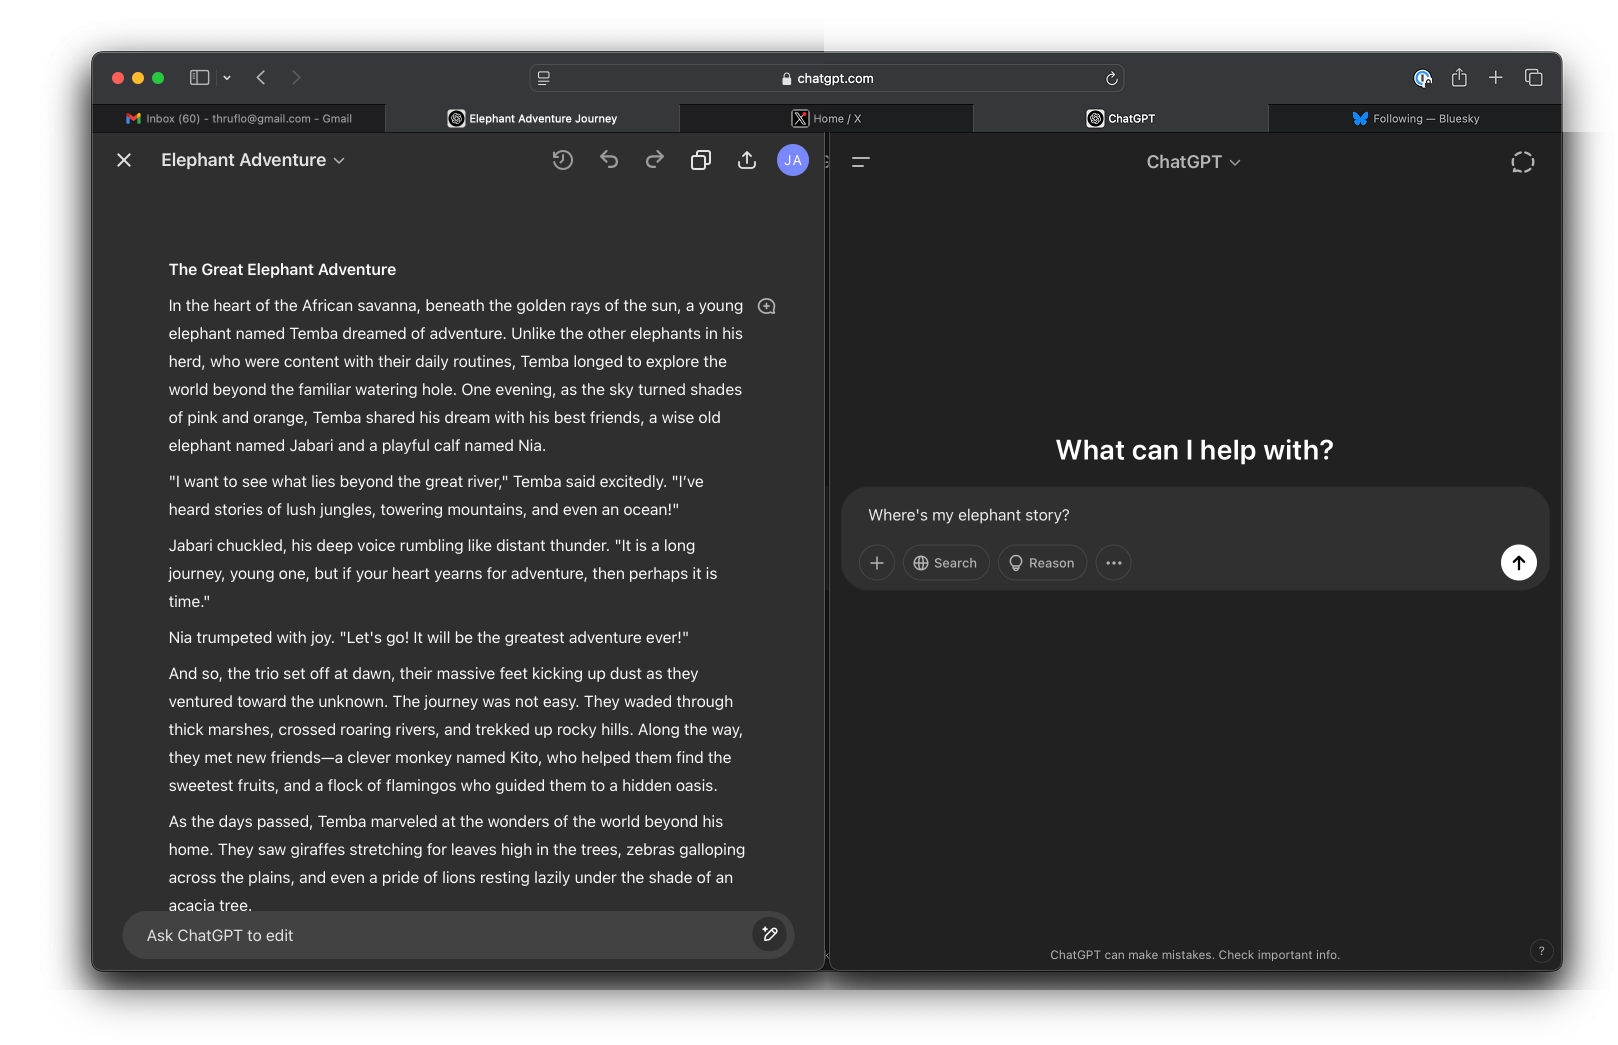 chatgpt.com
Inbox (60) - thruflo@gmail.com - Gmail
Elephant Adventure Journey
Home / X
ChatGPT
Following — Bluesky
Elephant Adventure
JA
The Great Elephant Adventure
In the heart of the African savanna, beneath the golden rays of the sun, a young
elephant named Temba dreamed of adventure. Unlike the other elephants in his
herd, who were content with their daily routines, Temba longed to explore the
world beyond the familiar watering hole. One evening, as the sky turned shades
of pink and orange, Temba shared his dream with his best friends, a wise old
elephant named Jabari and a playful calf named Nia.
"I want to see what lies beyond the great river," Temba said excitedly. "I’ve
heard stories of lush jungles, towering mountains, and even an ocean!"
Jabari chuckled, his deep voice rumbling like distant thunder. "It is a long
journey, young one, but if your heart yearns for adventure, then perhaps it is
time."
Nia trumpeted with joy. "Let's go! It will be the greatest adventure ever!"
And so, the trio set off at dawn, their massive feet kicking up dust as they
ventured toward the unknown. The journey was not easy. They waded through
thick marshes, crossed roaring rivers, and trekked up rocky hills. Along the way,
they met new friends—a clever monkey named Kito, who helped them find the
sweetest fruits, and a flock of flamingos who guided them to a hidden oasis.
As the days passed, Temba marveled at the wonders of the world beyond his
home. They saw giraffes stretching for leaves high in the trees, zebras galloping
across the plains, and even a pride of lions resting lazily under the shade of an
acacia tree.
Ask ChatGPT to edit
ChatGPT
What can I help with?
Where's my elephant story?
Search
Reason
ChatGPT can make mistakes. Check important info.
?